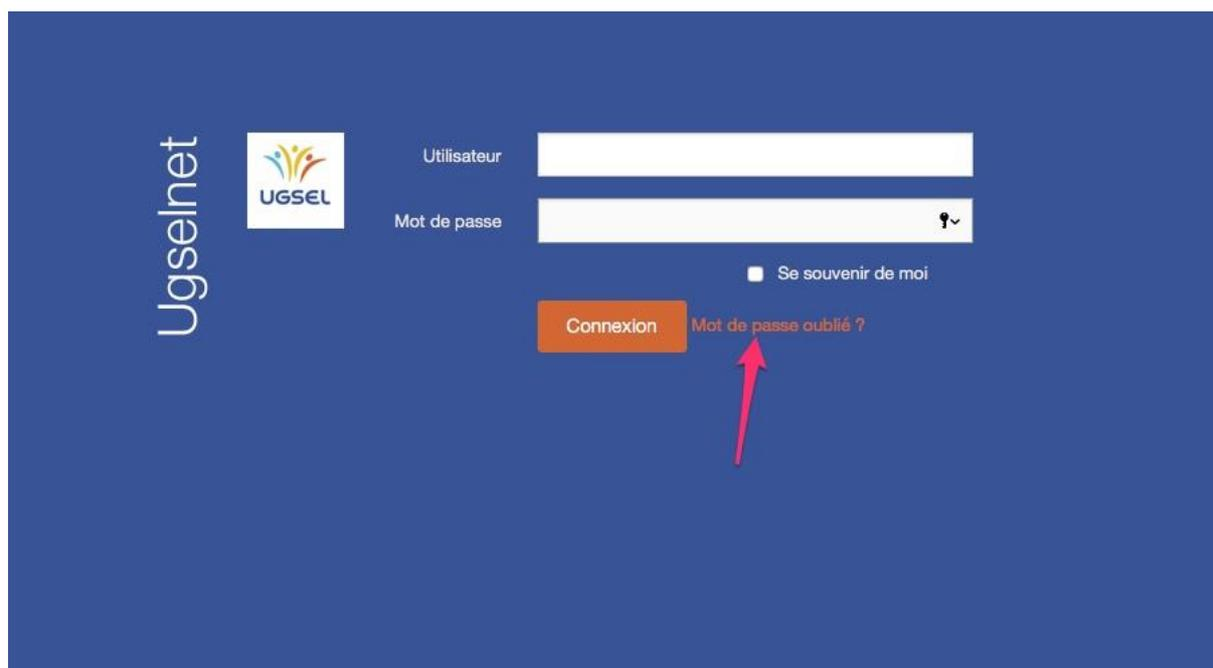 Ugselnet
UGSEL
Utilisateur
Mot de passe
Se souvenir de moi
Connexion
Mot de passe oublié ?